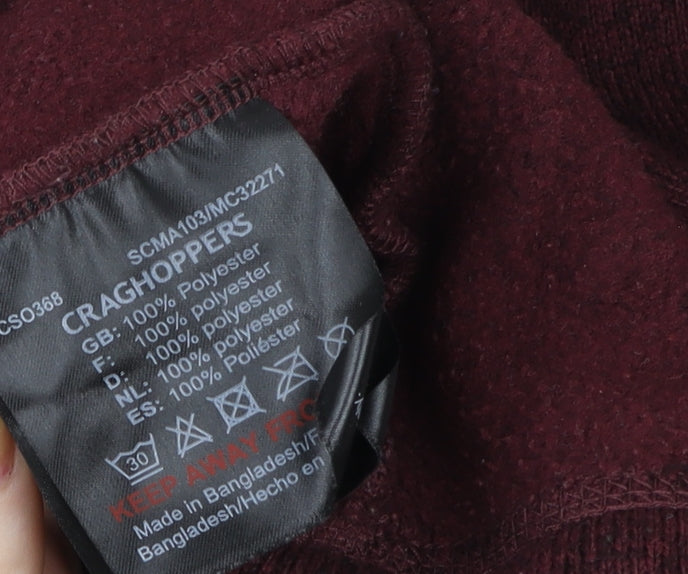 SCMA103/MC32271
CSO368
CRAGHOPPERS
GB: 100% Polyester
F: 100% polyester
D: 100% polyester
NL: 100% polyester
ES: 100% Poliéster
30
KEEP AWAY FRO
Made in Bangladesh/F
Bangladesh/Hecho en